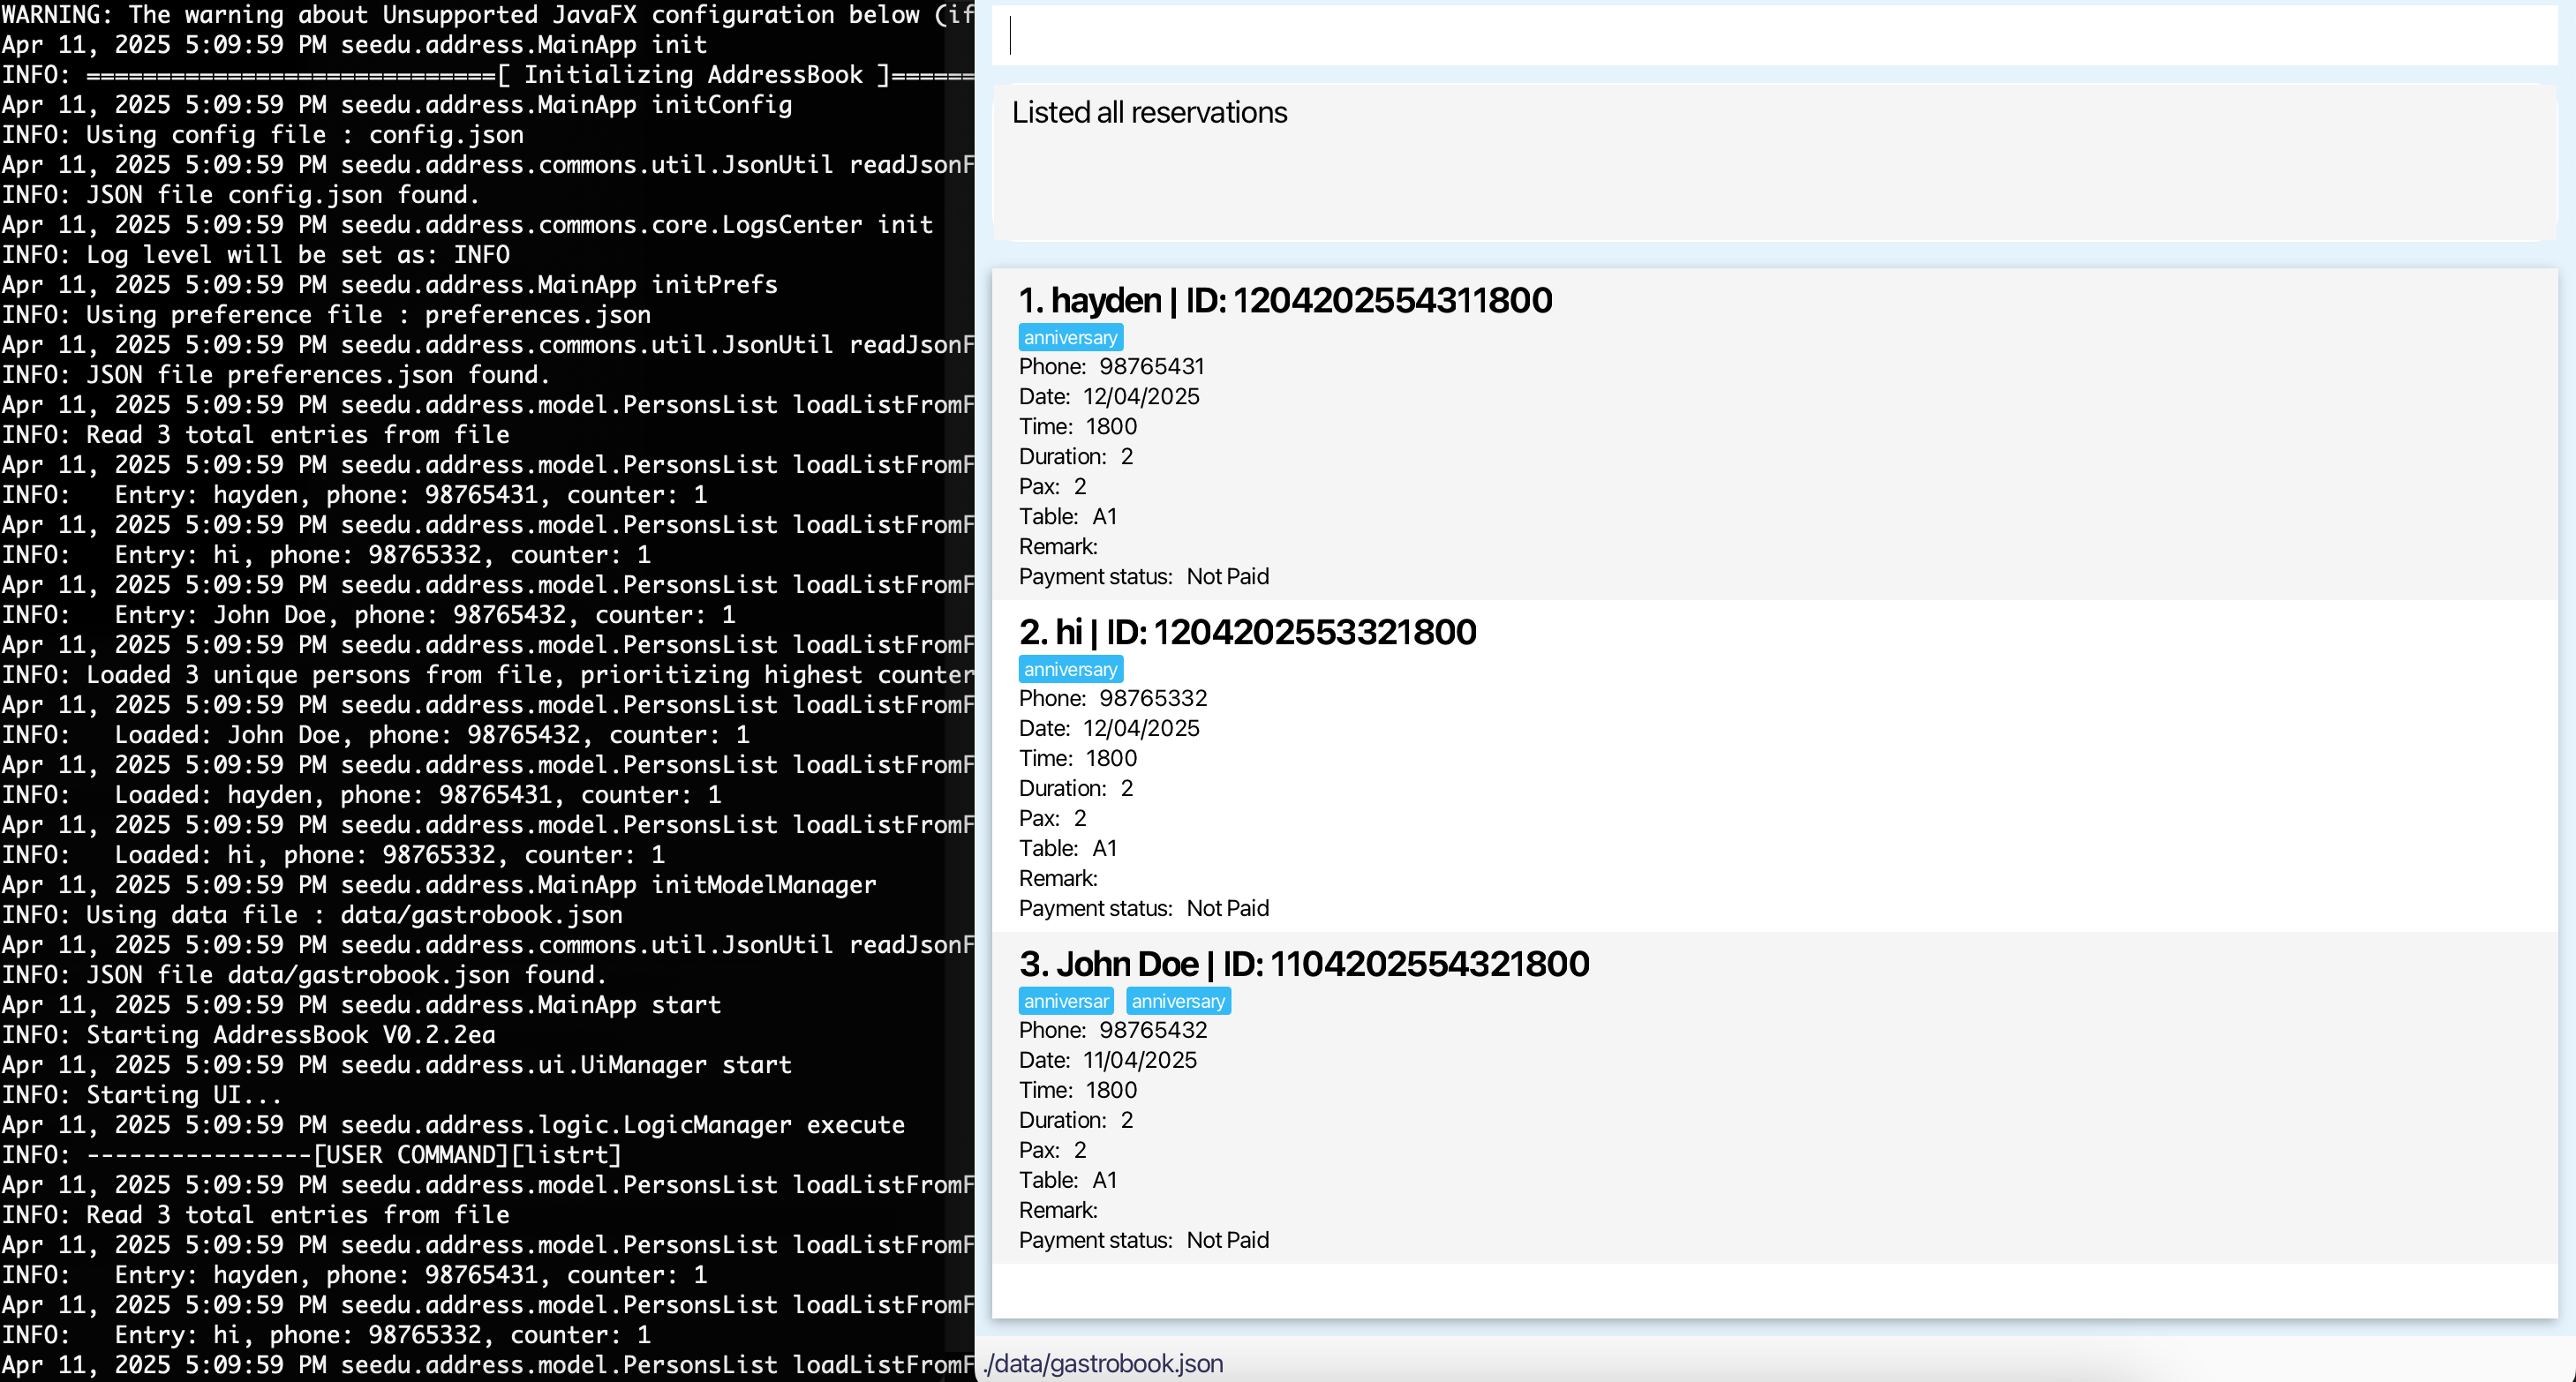 WARNING: The warning about Unsupported JavaFX configuration below (if
Apr 11, 2025 5:09:59 PM seedu.address.MainApp init
INFO: =============================[ Initializing AddressBook ]======
Apr 11, 2025 5:09:59 PM seedu.address.MainApp initConfig
INFO: Using config file : config.json
Apr 11, 2025 5:09:59 PM seedu.address.commons.util.JsonUtil readJsonF
INFO: JSON file config.json found.
Apr 11, 2025 5:09:59 PM seedu.address.commons.core.LogsCenter init
INFO: Log level will be set as: INFO
Apr 11, 2025 5:09:59 PM seedu.address.MainApp initPrefs
INFO: Using preference file : preferences.json
Apr 11, 2025 5:09:59 PM seedu.address.commons.util.JsonUtil readJsonF
INFO: JSON file preferences.json found.
Apr 11, 2025 5:09:59 PM seedu.address.model.PersonsList loadListFromF
INFO: Read 3 total entries from file
Apr 11, 2025 5:09:59 PM seedu.address.model.PersonsList loadListFromF
INFO:   Entry: hayden, phone: 98765431, counter: 1
Apr 11, 2025 5:09:59 PM seedu.address.model.PersonsList loadListFromF
INFO:   Entry: hi, phone: 98765332, counter: 1
Apr 11, 2025 5:09:59 PM seedu.address.model.PersonsList loadListFromF
INFO:   Entry: John Doe, phone: 98765432, counter: 1
Apr 11, 2025 5:09:59 PM seedu.address.model.PersonsList loadListFromF
INFO: Loaded 3 unique persons from file, prioritizing highest counter
Apr 11, 2025 5:09:59 PM seedu.address.model.PersonsList loadListFromF
INFO:   Loaded: John Doe, phone: 98765432, counter: 1
Apr 11, 2025 5:09:59 PM seedu.address.model.PersonsList loadListFromF
INFO:   Loaded: hayden, phone: 98765431, counter: 1
Apr 11, 2025 5:09:59 PM seedu.address.model.PersonsList loadListFromF
INFO:   Loaded: hi, phone: 98765332, counter: 1
Apr 11, 2025 5:09:59 PM seedu.address.MainApp initModelManager
INFO: Using data file : data/gastrobook.json
Apr 11, 2025 5:09:59 PM seedu.address.commons.util.JsonUtil readJsonF
INFO: JSON file data/gastrobook.json found.
Apr 11, 2025 5:09:59 PM seedu.address.MainApp start
INFO: Starting AddressBook V0.2.2ea
Apr 11, 2025 5:09:59 PM seedu.address.ui.UiManager start
INFO: Starting UI...
Apr 11, 2025 5:09:59 PM seedu.address.logic.LogicManager execute
INFO: ----------------[USER COMMAND][listrt]
Apr 11, 2025 5:09:59 PM seedu.address.model.PersonsList loadListFromF
INFO: Read 3 total entries from file
Apr 11, 2025 5:09:59 PM seedu.address.model.PersonsList loadListFromF
INFO:   Entry: hayden, phone: 98765431, counter: 1
Apr 11, 2025 5:09:59 PM seedu.address.model.PersonsList loadListFromF
INFO:   Entry: hi, phone: 98765332, counter: 1
Apr 11, 2025 5:09:59 PM seedu.address.model.PersonsList loadListFromF
Listed all reservations
1. hayden | ID: 1204202554311800
anniversary
Phone: 98765431
Date: 12/04/2025
Time: 1800
Duration: 2
Pax: 2
Table: A1
Remark:
Payment status: Not Paid
2. hi | ID: 1204202553321800
anniversary
Phone: 98765332
Date: 12/04/2025
Time: 1800
Duration: 2
Pax: 2
Table: A1
Remark:
Payment status: Not Paid
3. John Doe | ID: 1104202554321800
anniversar anniversary
Phone: 98765432
Date: 11/04/2025
Time: 1800
Duration: 2
Pax: 2
Table: A1
Remark:
Payment status: Not Paid
./data/gastrobook.json